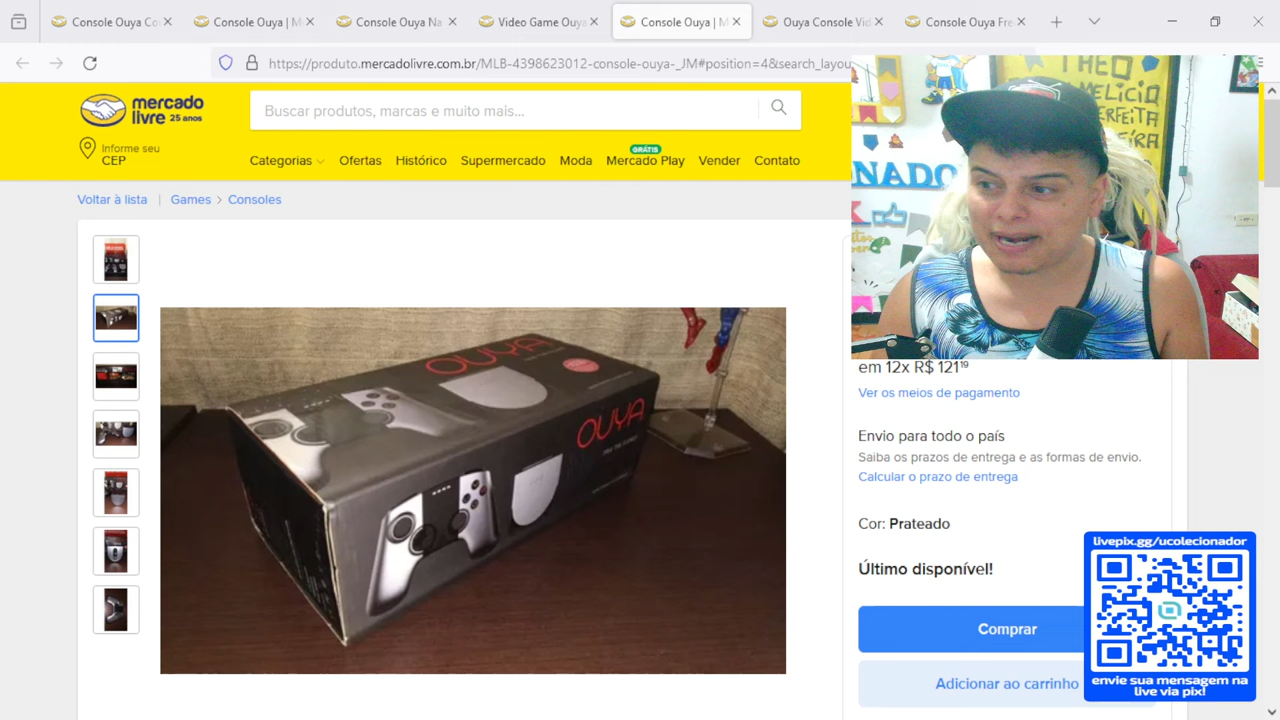 Console Ouya Co
Console Ouya | M
Console Ouya Na
Video Game Ouya
Console Ouya | M
Ouya Console Vid
Console Ouya Fre
https://produto.mercadolivre.com.br/MLB-4398623012-console-ouya-_JM#position=4&search_layou
mercado
livre 25 anos
Buscar produtos, marcas e muito mais...
Informe seu
CEP
GRÁTIS
Categorias
Ofertas
Histórico
Supermercado
Moda
Mercado Play
Vender
Contato
Voltar à lista
Games
Consoles
OUYA
OUYA
THEO
PERFEITA
em 12x R$ 121¹⁹
Ver os meios de pagamento
Envio para todo o país
Saiba os prazos de entrega e as formas de envio.
Calcular o prazo de entrega
Cor: Prateado
Último disponível!
Comprar
Adicionar ao carrinho
livepix.gg/ucolecionador
envie sua mensagem na
live via pix!